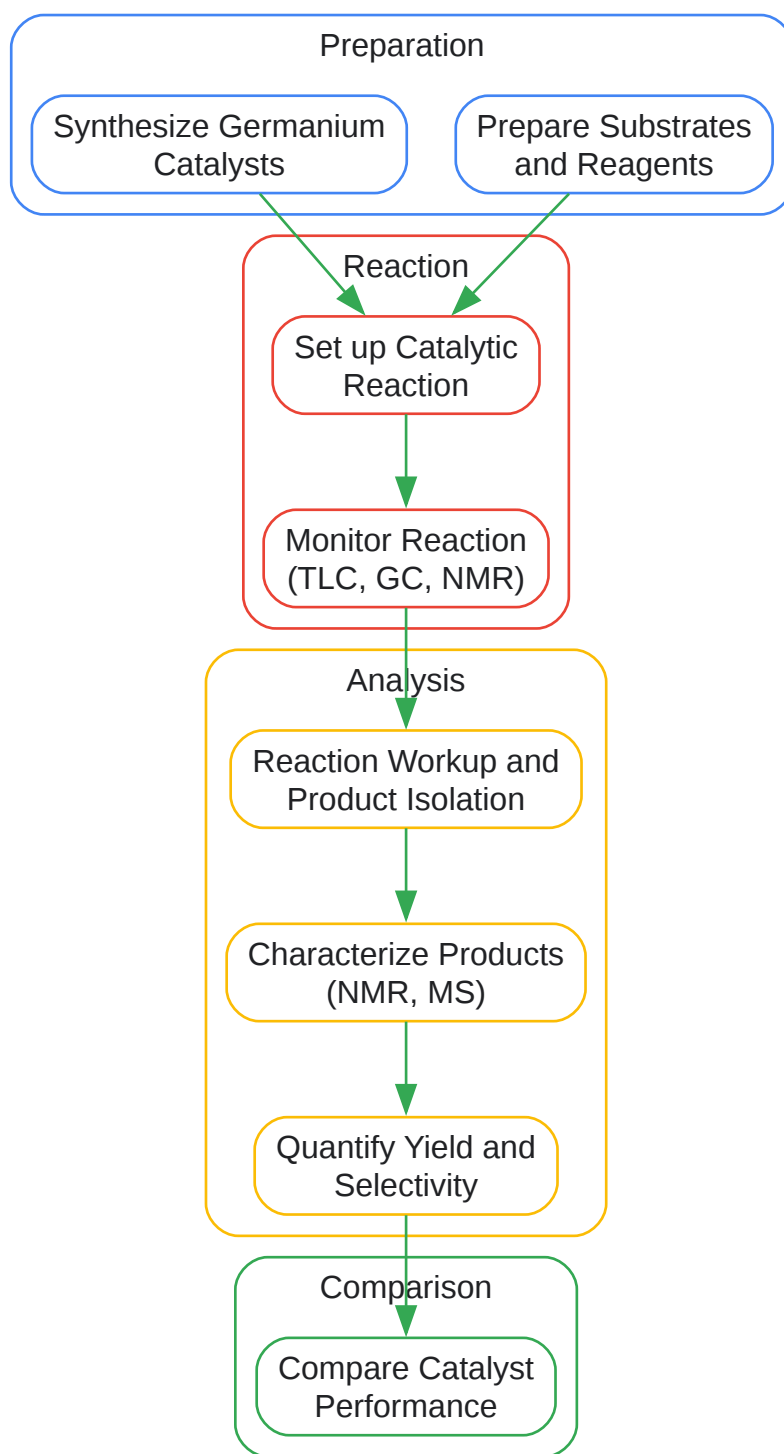 Preparation
Synthesize Germanium
Catalysts
Prepare Substrates
and Reagents
Reaction
Set up Catalytic
Reaction
Monitor Reaction
(TLC, GC, NMR)
Analysis
Reaction Workup and
Product Isolation
Characterize Products
(NMR, MS)
Quantify Yield and
Selectivity
Comparison
Compare Catalyst
Performance